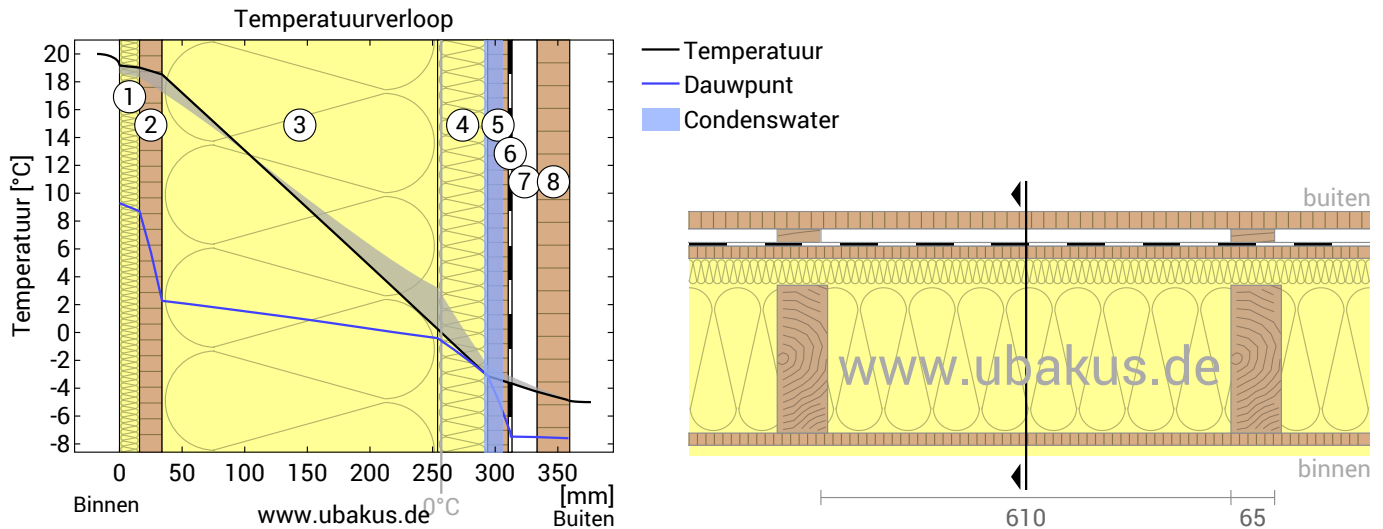 Temperatuurverloop
Temperatuur [°C]
20
18
16
14
12
10
8
6
4
2
0
-2
-4
-6
-8
1
2
3
4
5
6
7
8
0 50 100 150 200 250 300 350
[mm]
Binnen
0°C
www.ubakus.de
Buiten
Temperatuur
Dauwpunt
Condenswater
buiten
www.ubakus.de
binnen
610
65